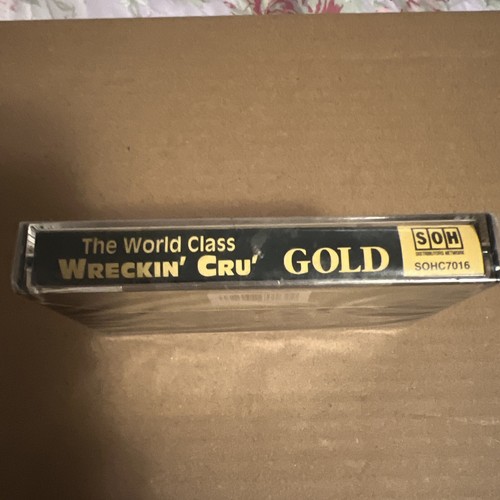 The World Class
WRECKIN' CRU'
GOLD
SOH
DISTRIBUTORS NETWORK
SOHC7016